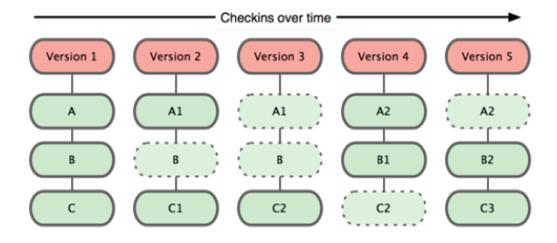 Checkins over time
Version 1 Version 2 Version 3 Version 4 Version 5
A A1 A1 A2 A2
B B B B1 B2
C C1 C2 C2 C3